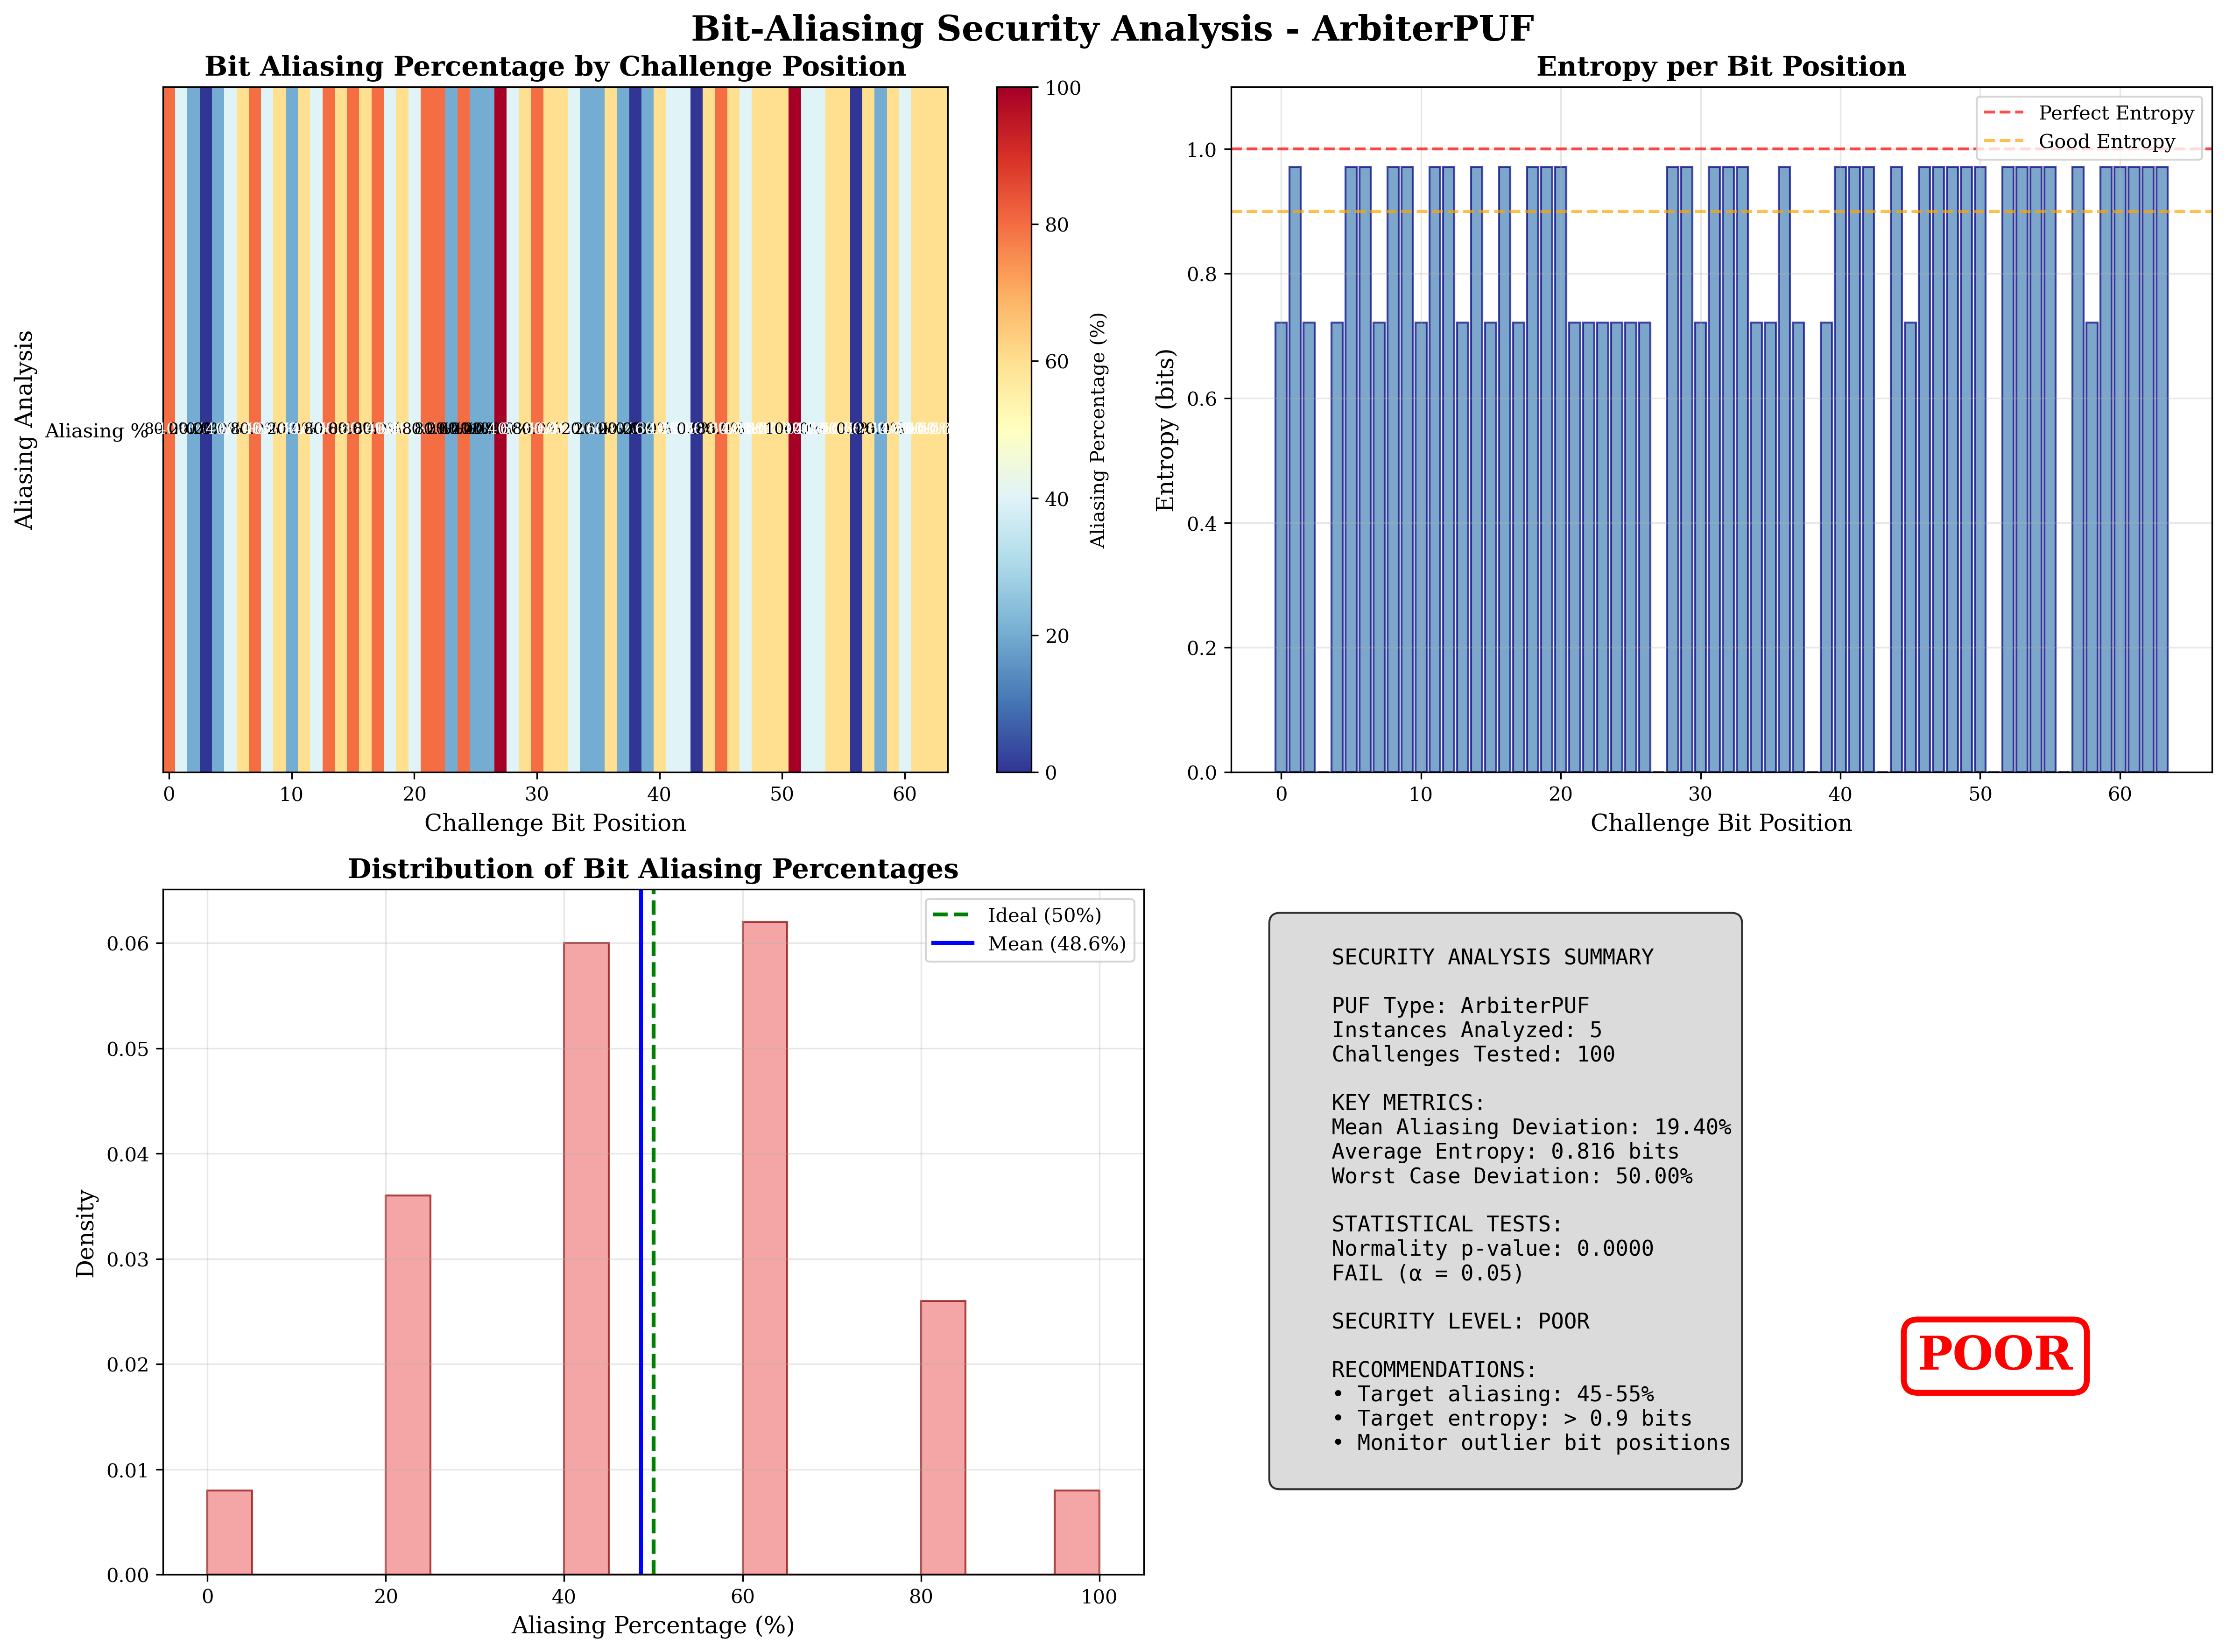 Bit-Aliasing Security Analysis - ArbiterPUF
Bit Aliasing Percentage by Challenge Position
Aliasing Analysis
Aliasing %
0 10 20 30 40 50 60
Challenge Bit Position
100
80
60
40
20
0
Aliasing Percentage (%)
Entropy per Bit Position
Perfect Entropy
Good Entropy
Entropy (bits)
1.0
0.8
0.6
0.4
0.2
0.0
0 10 20 30 40 50 60
Challenge Bit Position
Distribution of Bit Aliasing Percentages
Ideal (50%)
Mean (48.6%)
Density
0.06
0.05
0.04
0.03
0.02
0.01
0.00
0 20 40 60 80 100
Aliasing Percentage (%)
SECURITY ANALYSIS SUMMARY
PUF Type: ArbiterPUF
Instances Analyzed: 5
Challenges Tested: 100
KEY METRICS:
Mean Aliasing Deviation: 19.40%
Average Entropy: 0.816 bits
Worst Case Deviation: 50.00%
STATISTICAL TESTS:
Normality p-value: 0.0000
FAIL (α = 0.05)
SECURITY LEVEL: POOR
RECOMMENDATIONS:
• Target aliasing: 45-55%
• Target entropy: > 0.9 bits
• Monitor outlier bit positions
POOR